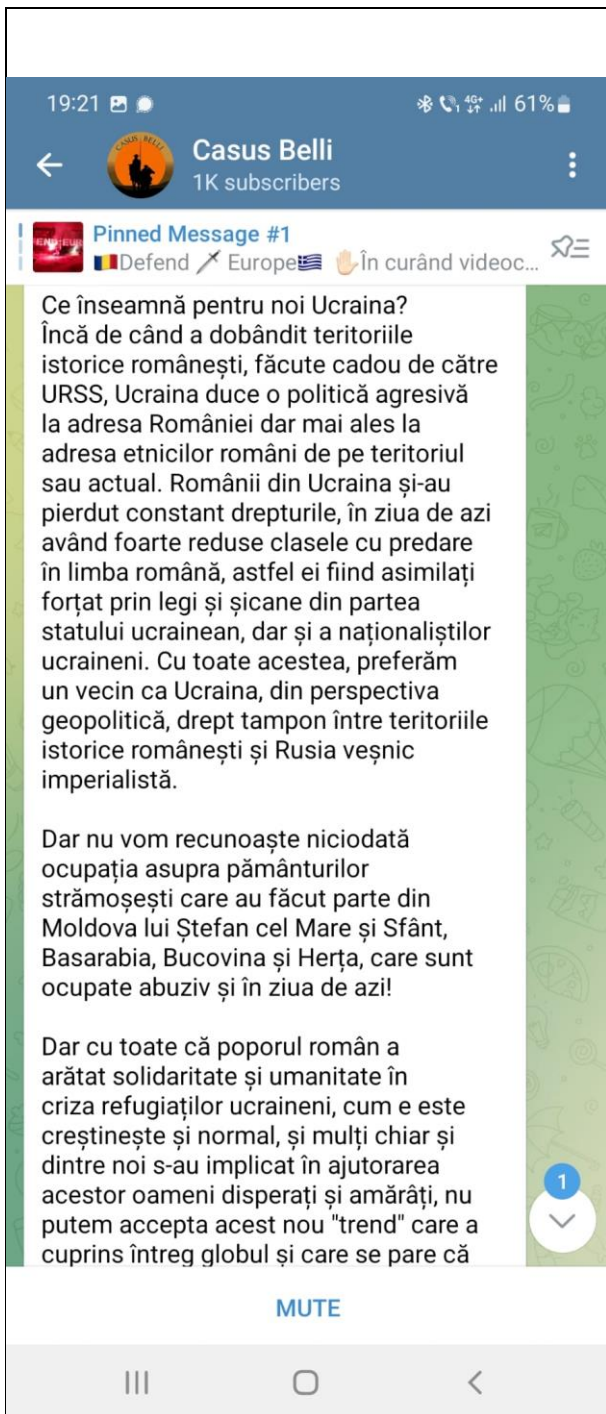 19:21
4G+
61%
CASUS BELLI
Casus Belli
1K subscribers
Pinned Message #1
🇷🇴Defend 🗡️ Europe🇬🇷 🖐🏻În curând videoc...
Ce înseamnă pentru noi Ucraina?
Încă de când a dobândit teritoriile
istorice românești, făcute cadou de către
URSS, Ucraina duce o politică agresivă
la adresa României dar mai ales la
adresa etnicilor români de pe teritoriul
sau actual. Românii din Ucraina și-au
pierdut constant drepturile, în ziua de azi
având foarte reduse clasele cu predare
în limba română, astfel ei fiind asimilați
forțat prin legi și șicane din partea
statului ucrainean, dar și a naționaliștilor
ucraineni. Cu toate acestea, preferăm
un vecin ca Ucraina, din perspectiva
geopolitică, drept tampon între teritoriile
istorice românești și Rusia veșnic
imperialistă.
Dar nu vom recunoaște niciodată
ocupația asupra pământurilor
strămoșești care au făcut parte din
Moldova lui Ștefan cel Mare și Sfânt,
Basarabia, Bucovina și Herța, care sunt
ocupate abuziv și în ziua de azi!
Dar cu toate că poporul român a
arătat solidaritate și umanitate în
criza refugiaților ucraineni, cum e este
creștinește și normal, și mulți chiar și
dintre noi s-au implicat în ajutorarea
acestor oameni disperați și amărâți, nu
putem accepta acest nou "trend" care a
cuprins întreg globul și care se pare că
1
MUTE